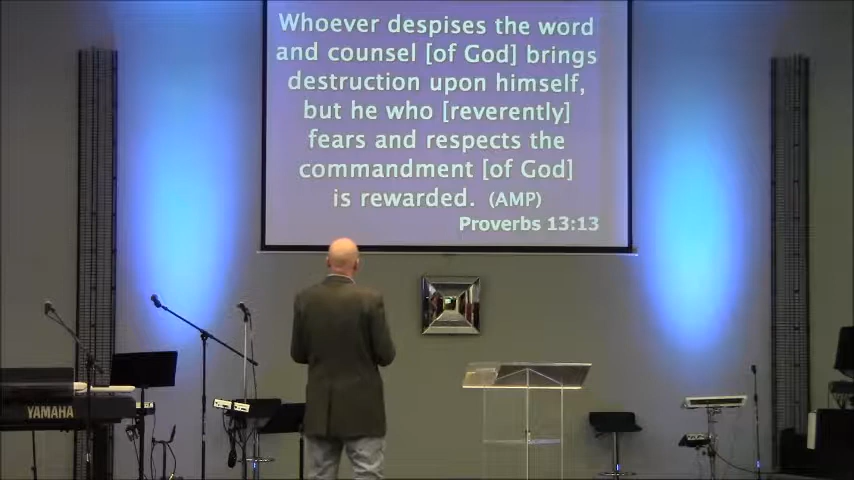 Whoever despises the word
and counsel [of God] brings
destruction upon himself,
but he who [reverently]
fears and respects the
commandment [of God]
is rewarded. (AMP)
Proverbs 13:13
YAMAHA